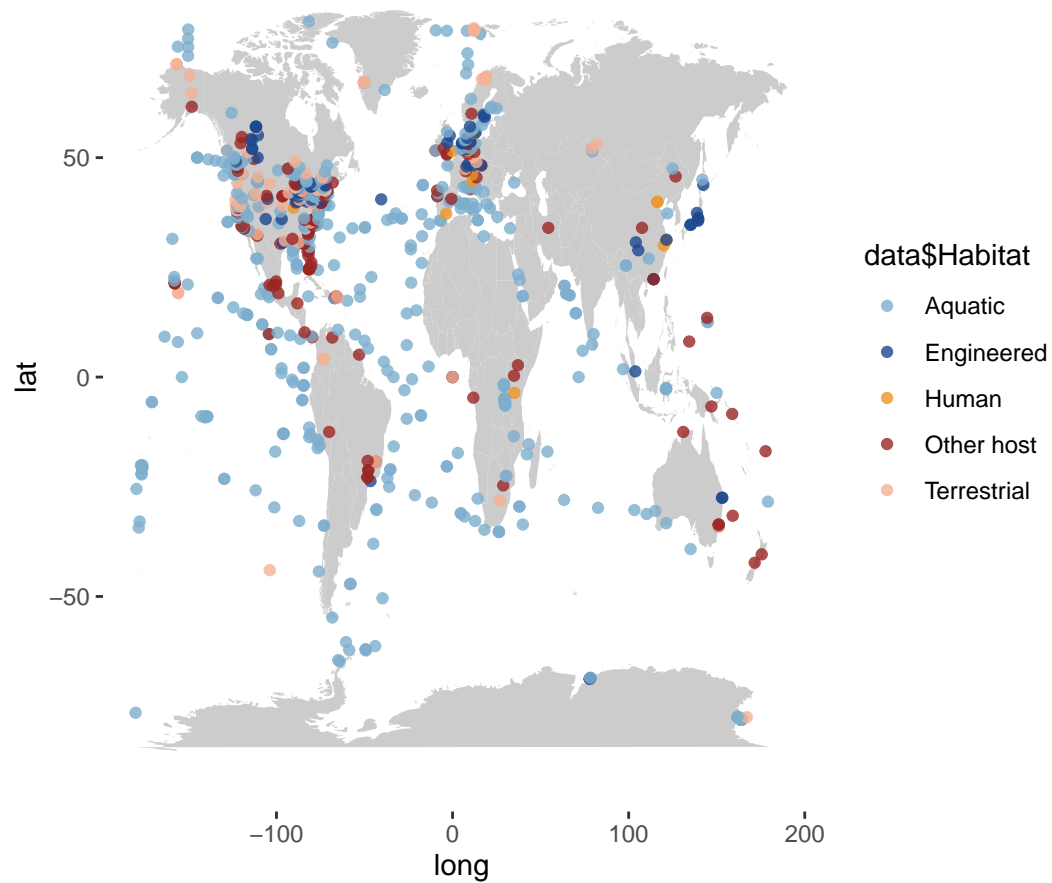 50
0
−50
lat
−100
0
100
200
long
data$Habitat
Aquatic
Engineered
Human
Other host
Terrestrial